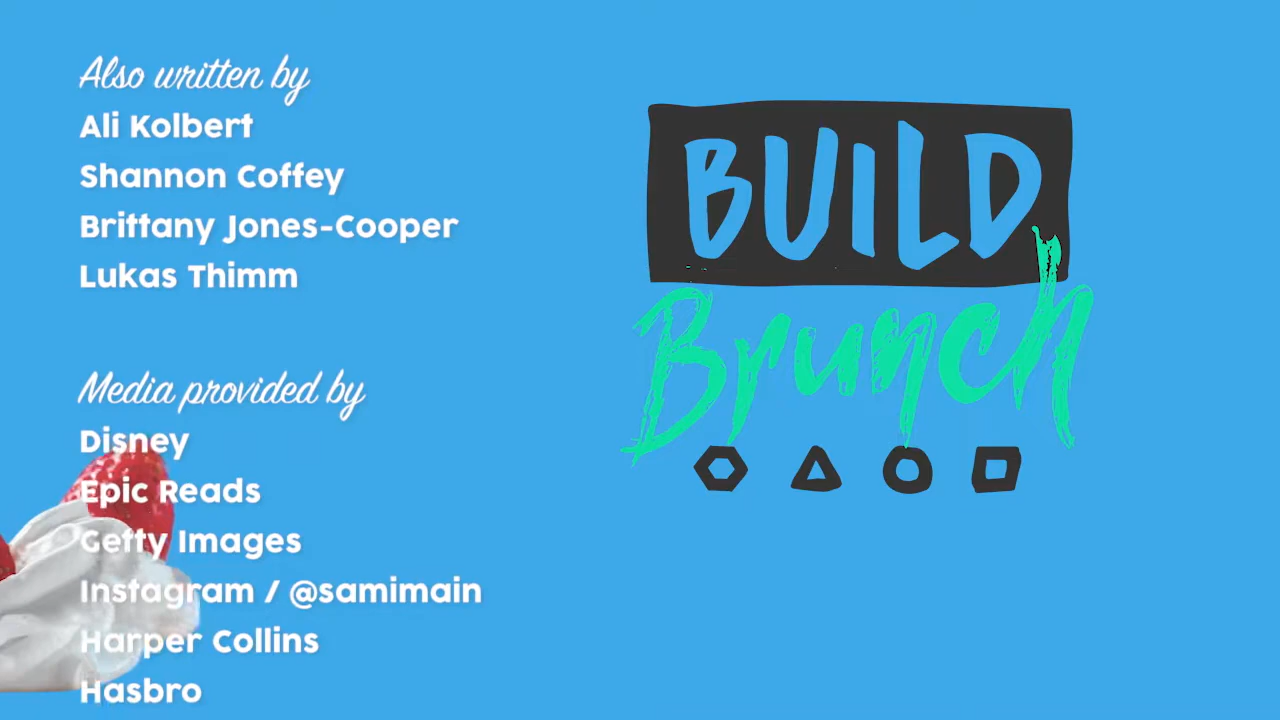 Also written by
Ali Kolbert
Shannon Coffey
Brittany Jones-Cooper
Lukas Thimm
Media provided by
Disney
Epic Reads
Getty Images
Instagram / @samimain
Harper Collins
Hasbro
BUILD
Brunch